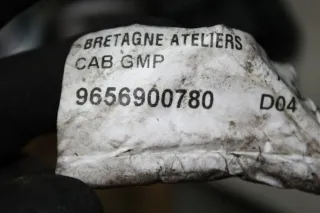 BRETAGNE ATELIERS
CAB GMP
9656900780 D04